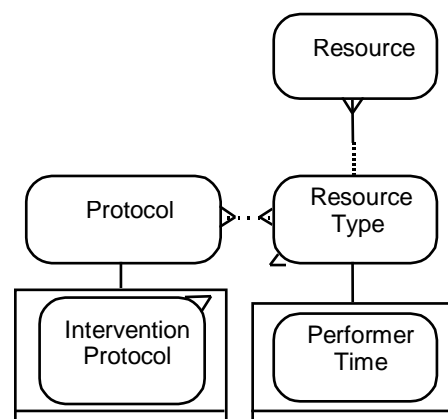 Resource
Protocol
Resource
Type
Intervention
Protocol
Performer
Time